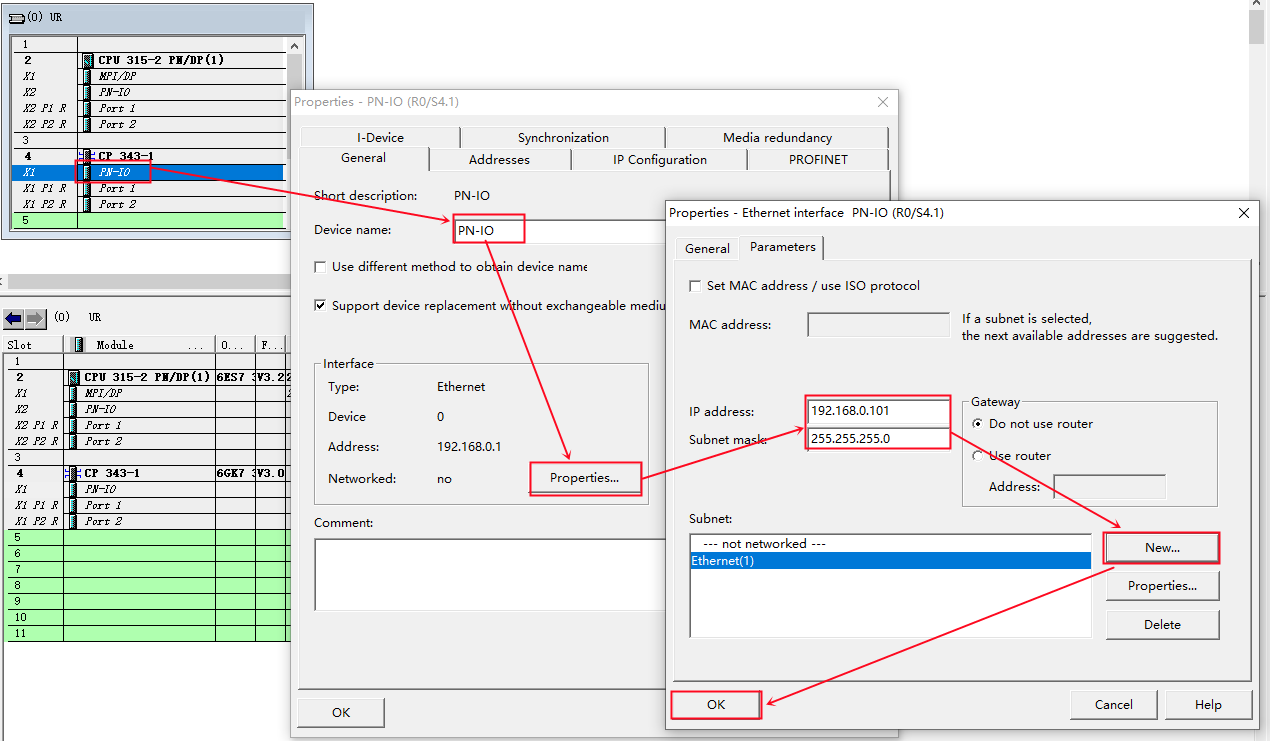 (0) UR
1
2 CPU 315-2 PN/DP(1)
X1 MPI/DP
X2 PN-IO
X2 P1 R Port 1
X2 P2 R Port 2
3
4 CP 343-1
X1 PN-IO
X1 P1 R Port 1
X1 P2 R Port 2
5
(0) UR
Slot Module ... O... F...
1
2 CPU 315-2 PN/DP(1) 6ES7 3 V3.2 2
X1 MPI/DP 2
X2 PN-IO
X2 P1 R Port 1
X2 P2 R Port 2
3
4 CP 343-1 6GK7 3 V3.0
X1 PN-IO
X1 P1 R Port 1
X1 P2 R Port 2
5
6
7
8
9
10
11
Properties - PN-IO (R0/S4.1)
I-Device Synchronization Media redundancy
General Addresses IP Configuration PROFINET
Short description: PN-IO
Device name: PN-IO
Use different method to obtain device name
Support device replacement without exchangeable mediu
Interface
Type: Ethernet
Device 0
Address: 192.168.0.1
Networked: no
Properties...
Comment:
OK
Properties - Ethernet interface PN-IO (R0/S4.1)
General Parameters
Set MAC address / use ISO protocol
MAC address:
If a subnet is selected,
the next available addresses are suggested.
IP address: 192.168.0.101
Subnet mask: 255.255.255.0
Gateway
Do not use router
Use router
Address:
Subnet:
--- not networked ---
Ethernet(1)
New...
Properties...
Delete
OK Cancel Help